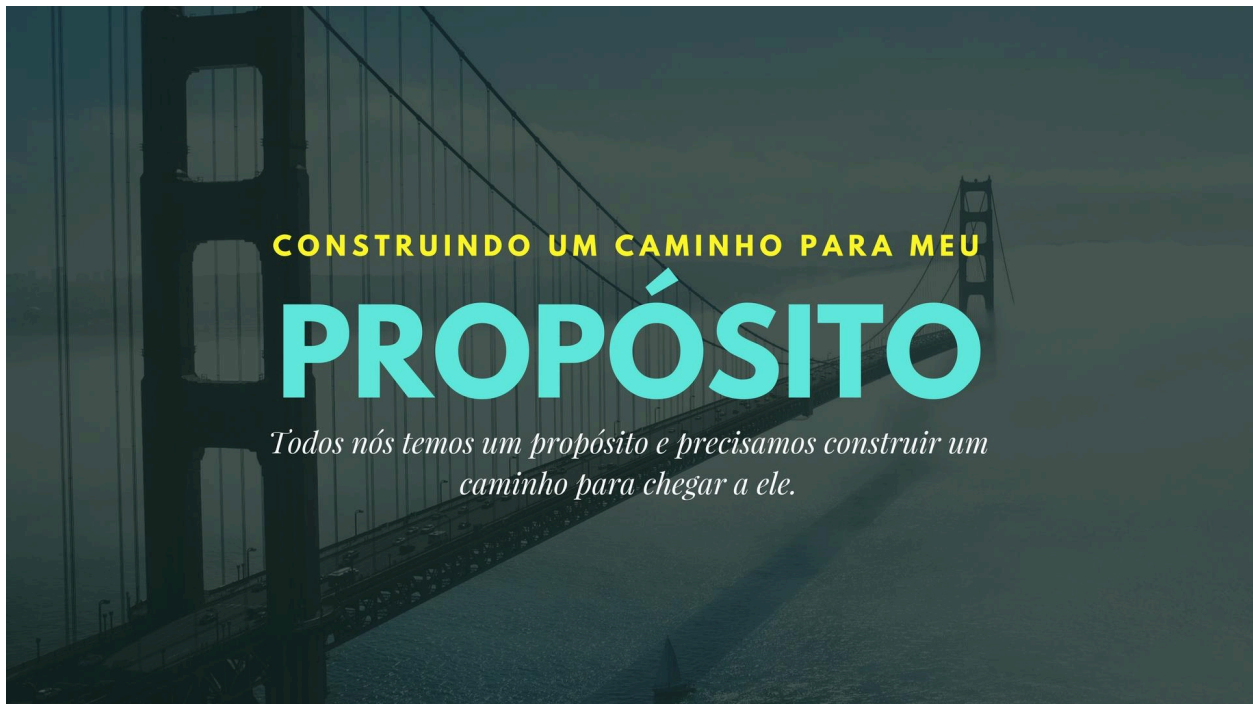 CONSTRUINDO UM CAMINHO PARA MEU
PROPÓSITO
Todos nós temos um propósito e precisamos construir um
caminho para chegar a ele.